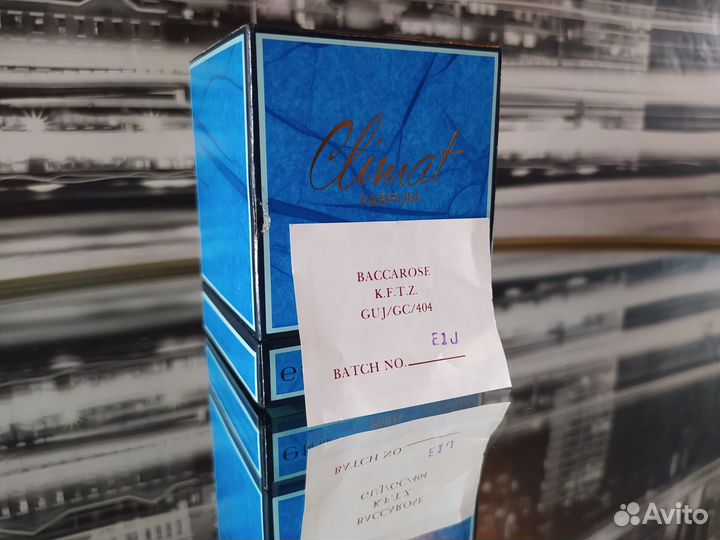 Climat
PARFUM
BACCAROSE
K.F.T.Z.
GUJ/GC/404
E1J
BATCH NO.
e
Avito